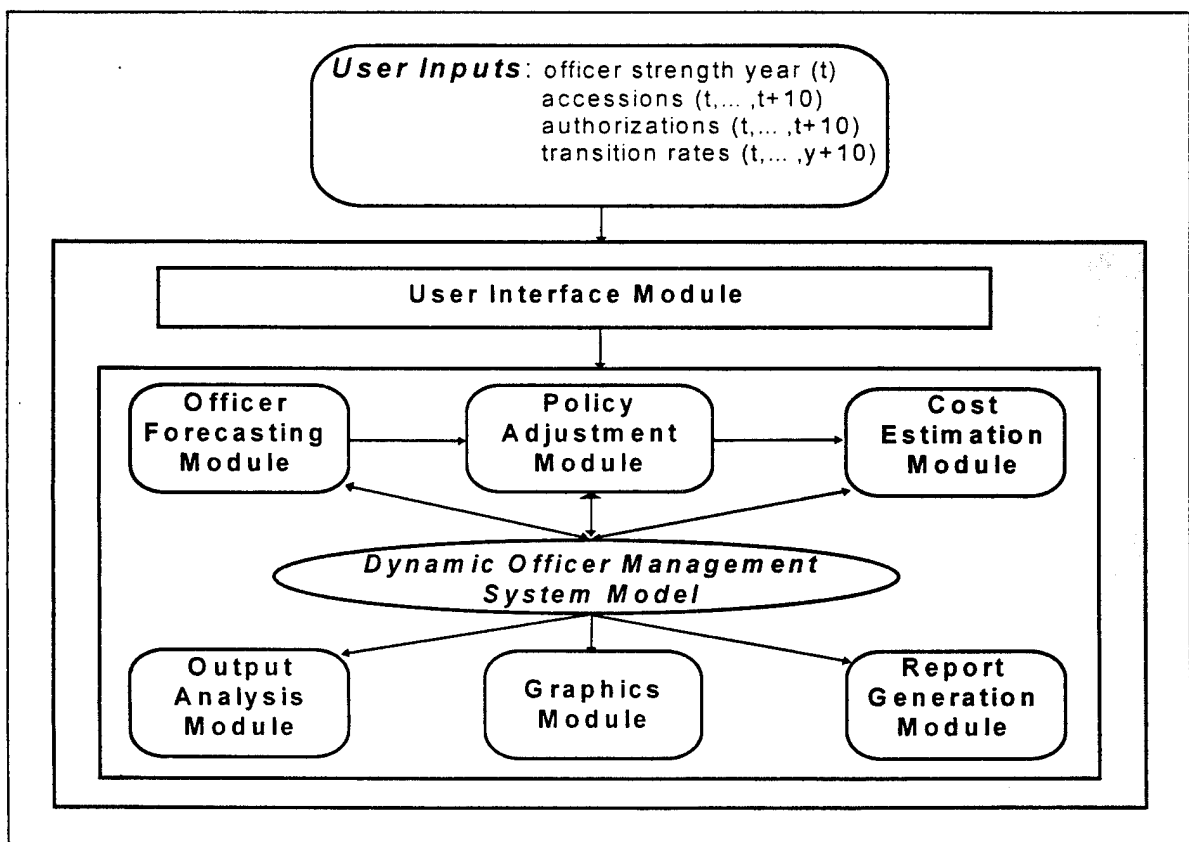 User Inputs: officer strength year (t)
accessions (t,... ,t+10)
authorizations (t,... ,t+10)
transition rates (t,... ,y+10)
User Interface Module
Officer
Forecasting
Module
Policy
Adjustment
Module
Cost
Estimation
Module
Dynamic Officer Management
System Model
Output
Analysis
Module
Graphics
Module
Report
Generation
Module